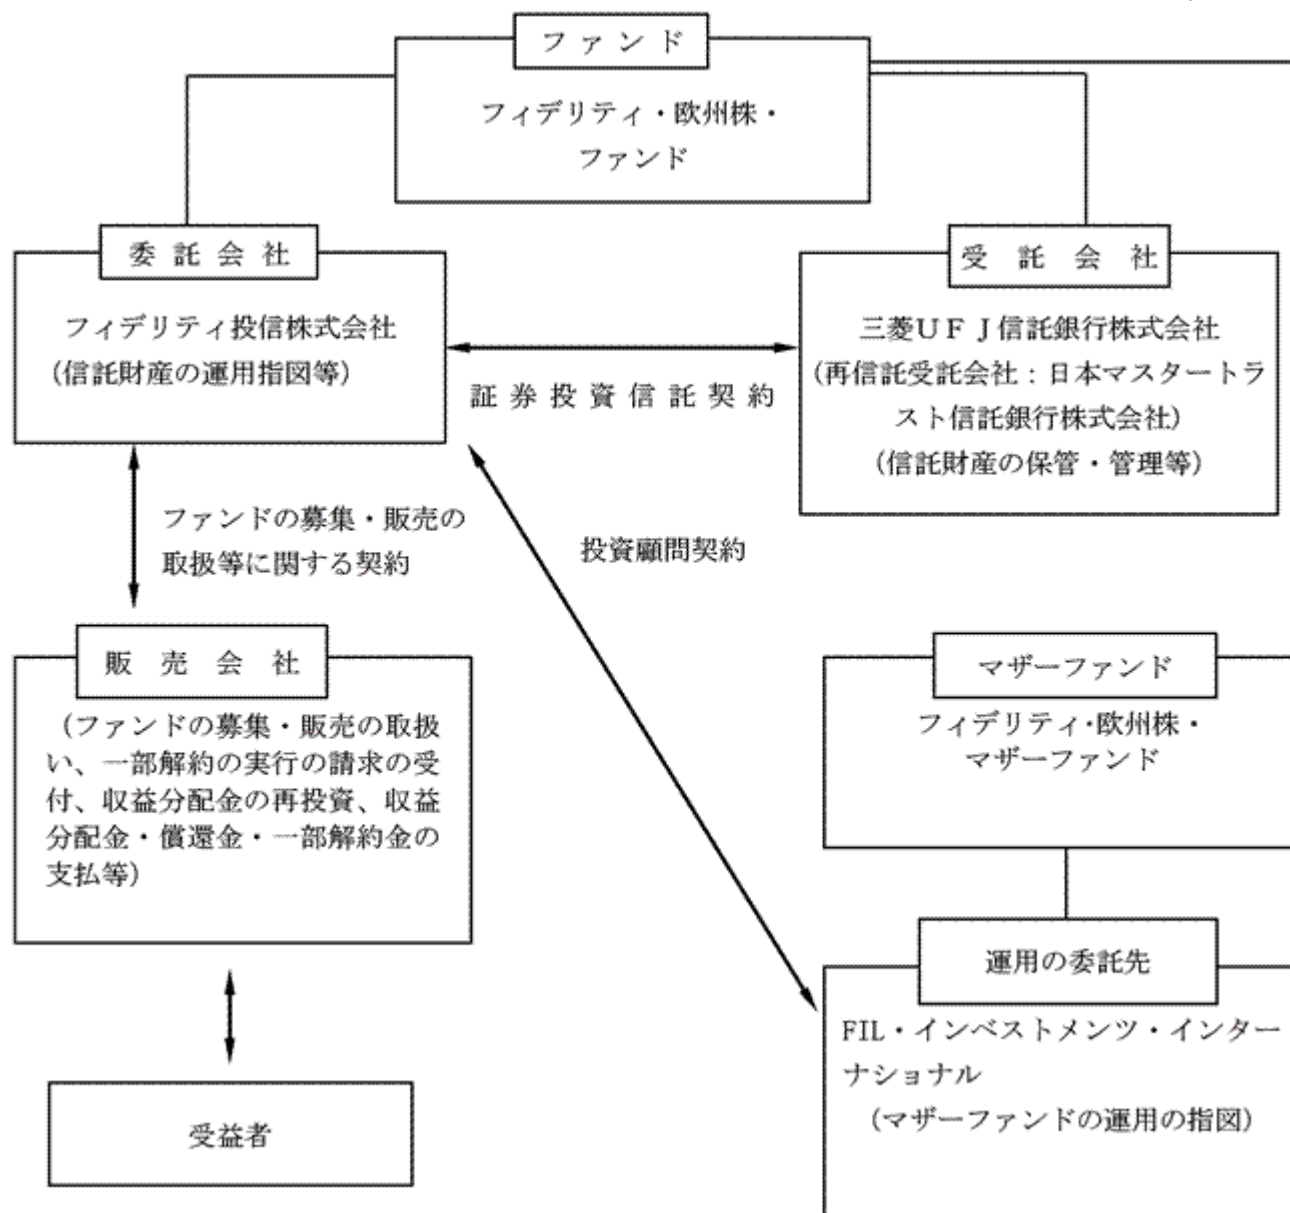 ファンド
フィデリティ・欧州株・
ファンド
委託会社
フィデリティ投信株式会社
(信託財産の運用指図等)
受託会社
三菱UFJ信託銀行株式会社
(再信託受託会社：日本マスタートラ
スト信託銀行株式会社)
(信託財産の保管・管理等)
証券投資信託契約
ファンドの募集・販売の
取扱等に関する契約
投資顧問契約
販売会社
(ファンドの募集・販売の取扱
い、一部解約の実行の請求の受
付、収益分配金の再投資、収益
分配金・償還金・一部解約金の
支払等)
マザーファンド
フィデリティ・欧州株・
マザーファンド
運用の委託先
FIL・インベストメンツ・インター
ナショナル
(マザーファンドの運用の指図)
受益者